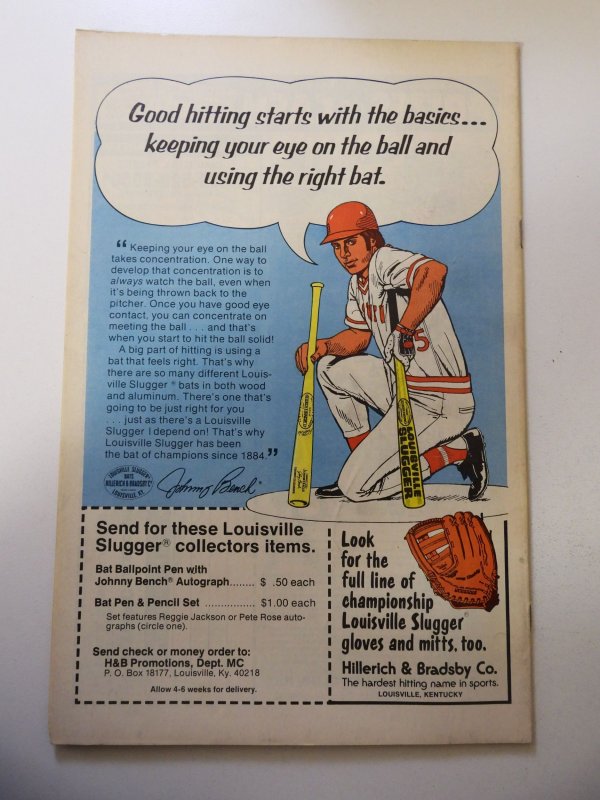 Good hitting starts with the basics...
keeping your eye on the ball and
using the right bat.
“ Keeping your eye on the ball
takes concentration. One way to
develop that concentration is to
always watch the ball, even when
it's being thrown back to the
pitcher. Once you have good eye
contact, you can concentrate on
meeting the ball . . . and that's
when you start to hit the ball solid!
A big part of hitting is using a
bat that feels right. That's why
there are so many different Louis-
ville Slugger ® bats in both wood
and aluminum. There's one that's
going to be just right for you
. . . just as there's a Louisville
Slugger I depend on! That's why
Louisville Slugger has been
the bat of champions since 1884.”
LOUISVILLE SLUGGER
BATS
HILLERICH & BRADSBY Co
LOUISVILLE, KY.
Johnny Bench
5
LOUISVILLE
SLUGGER
Send for these Louisville
Slugger® collectors items.
Bat Ballpoint Pen with
Johnny Bench® Autograph........ $ .50 each
Bat Pen & Pencil Set ............... $1.00 each
Set features Reggie Jackson or Pete Rose auto-
graphs (circle one).
Send check or money order to:
H&B Promotions, Dept. MC
P. O. Box 18177, Louisville, Ky. 40218
Allow 4-6 weeks for delivery.
Look
for the
full line of
championship
Louisville Slugger®
gloves and mitts, too.
Hillerich & Bradsby Co.
The hardest hitting name in sports.
LOUISVILLE, KENTUCKY